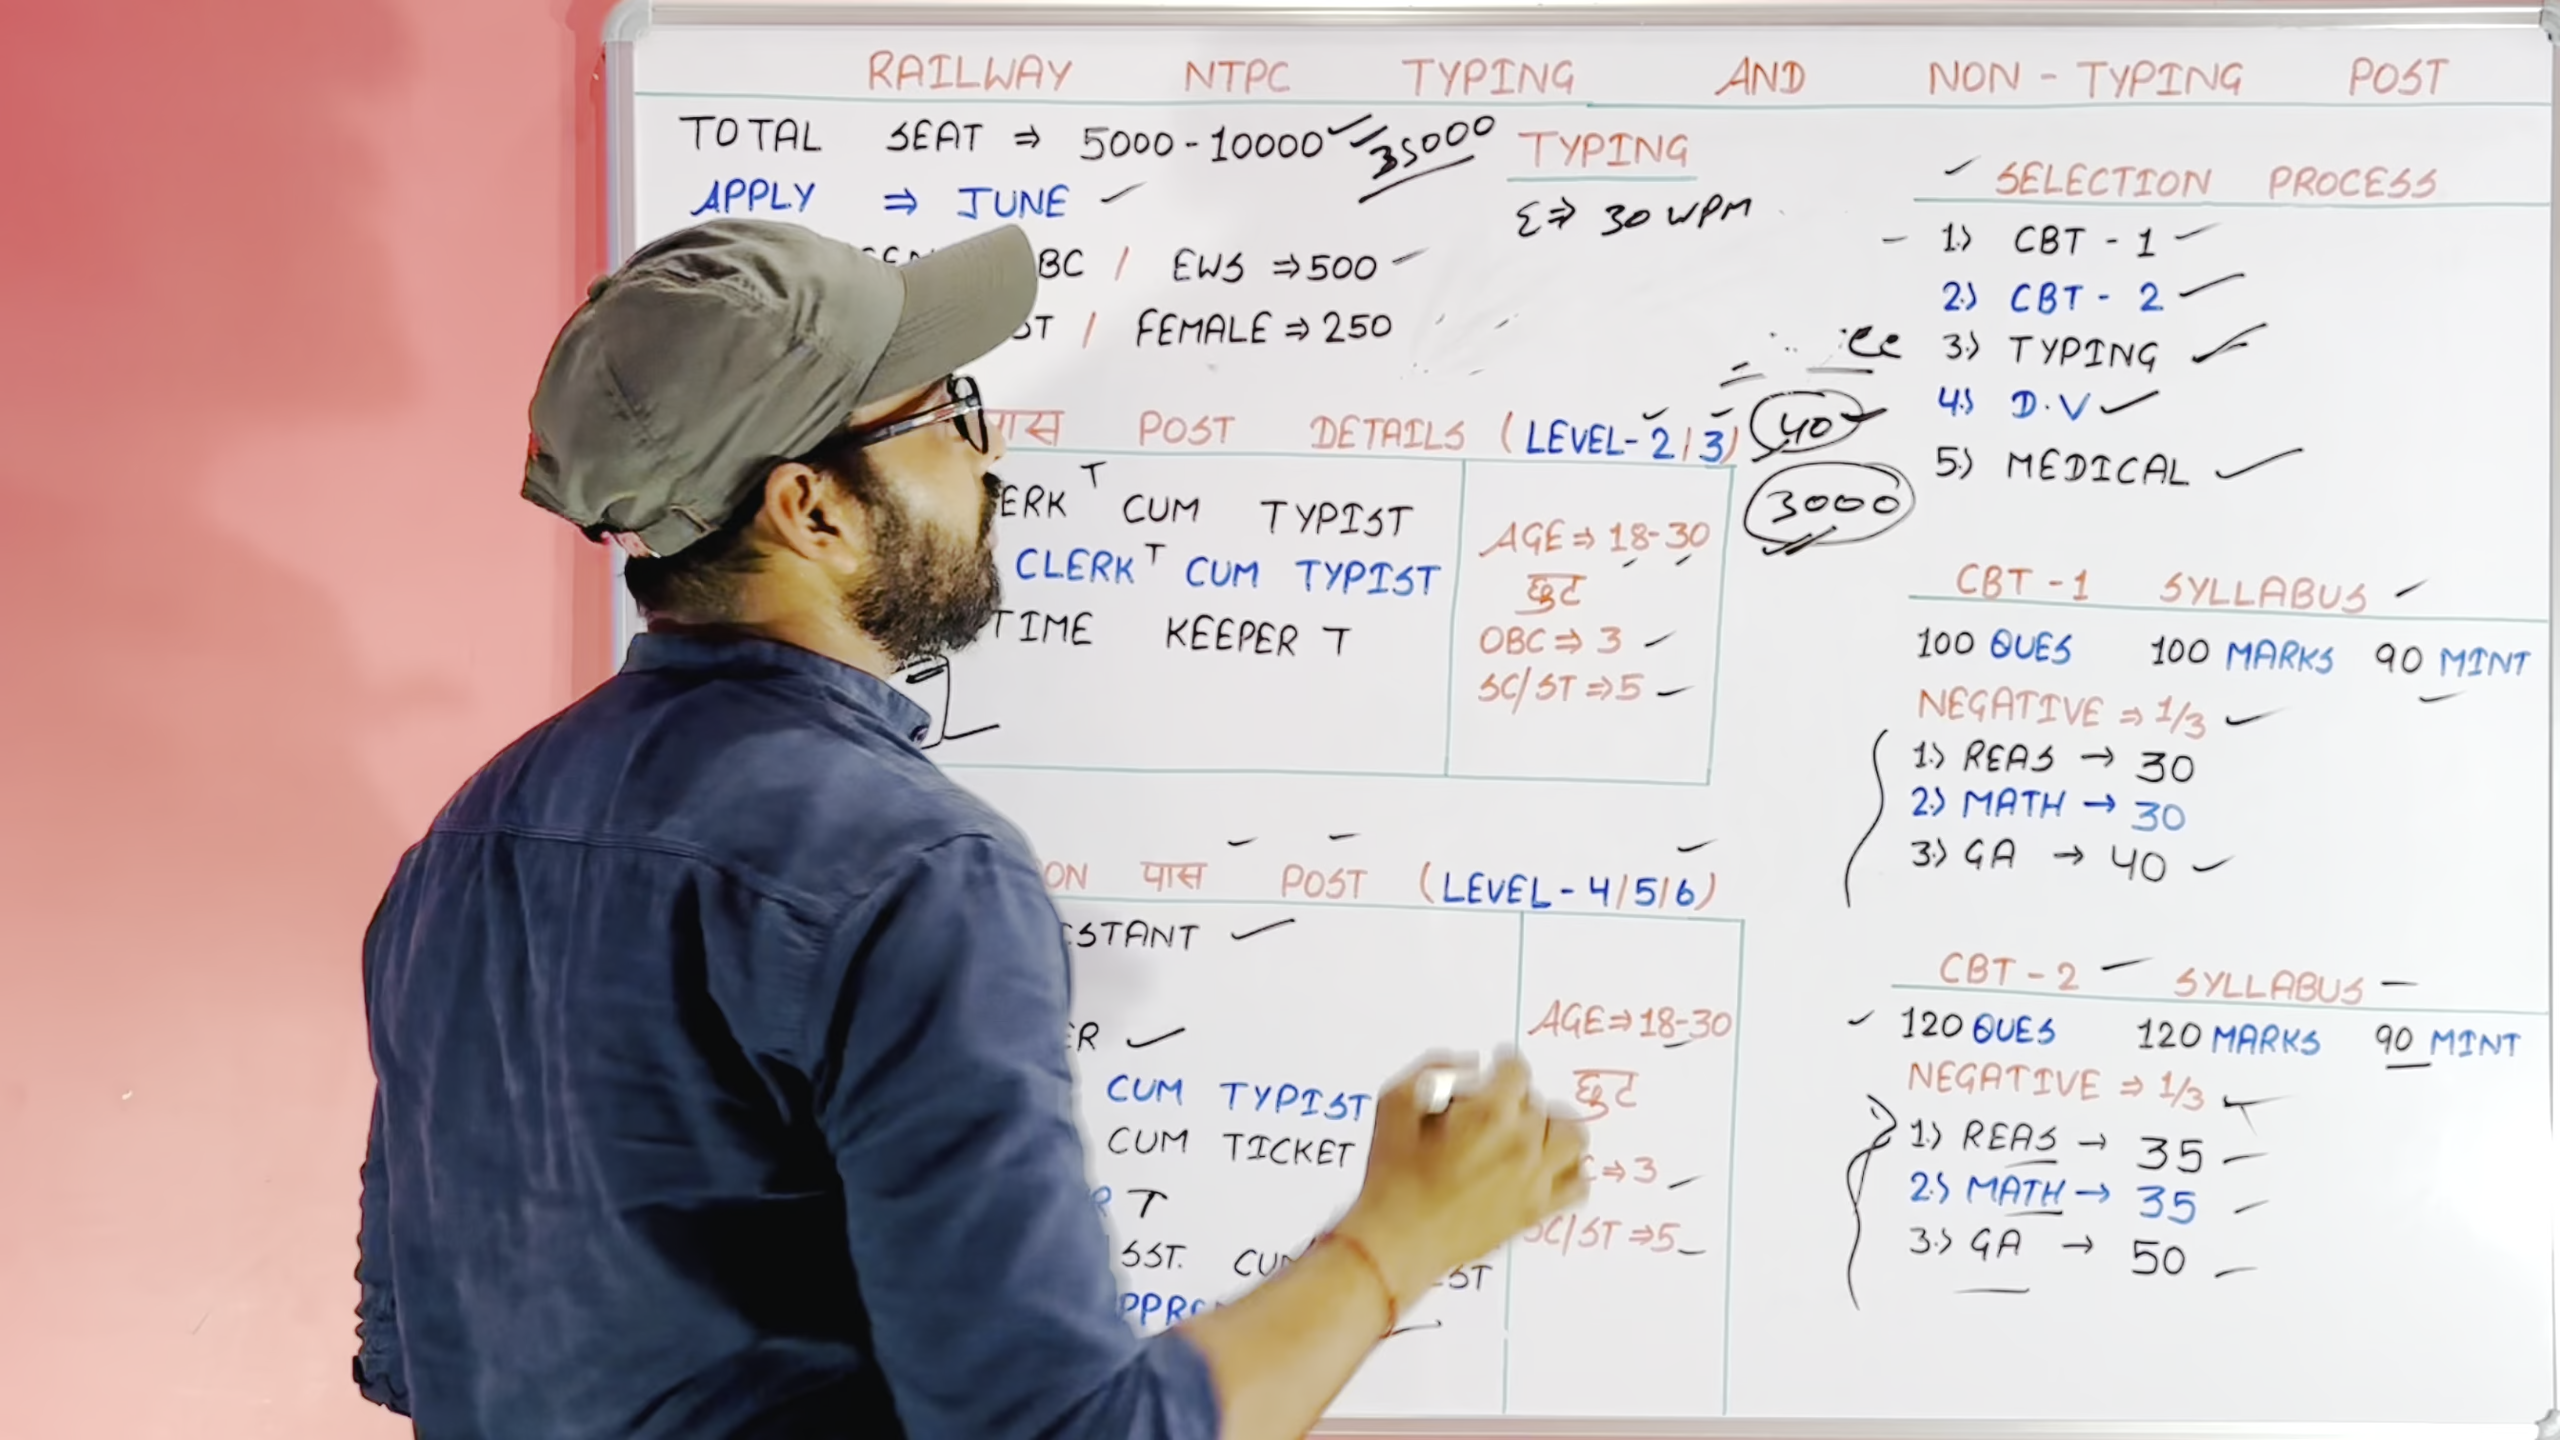 RAILWAY NTPC TYPING AND NON-TYPING POST
TOTAL SEAT ⇒ 5000-10000 35000
APPLY ⇒ JUNE
BC / EWS ⇒ 500
ST / FEMALE ⇒ 250
TYPING
E ⇒ 30 WPM
पास POST DETAILS (LEVEL-2/3)
40
3000
ERK T CUM TYPIST
CLERK T CUM TYPIST
TIME KEEPER T
AGE ⇒ 18-30
छुट
OBC ⇒ 3
SC/ST ⇒ 5
ON पास POST (LEVEL-4/5/6)
STANT
ER
CUM TYPIST
CUM TICKET
R T
SST. CUM
ST
PPR
AGE ⇒ 18-30
छुट
C ⇒ 3
SC/ST ⇒ 5
SELECTION PROCESS
1.) CBT - 1
2.) CBT - 2
3.) TYPING
4.) D.V
5.) MEDICAL
CBT - 1 SYLLABUS
100 QUES 100 MARKS 90 MINT
NEGATIVE ⇒ 1/3
1.) REAS → 30
2.) MATH → 30
3.) GA → 40
CBT - 2 SYLLABUS
120 QUES 120 MARKS 90 MINT
NEGATIVE ⇒ 1/3
1.) REAS → 35
2.) MATH → 35
3.) GA → 50